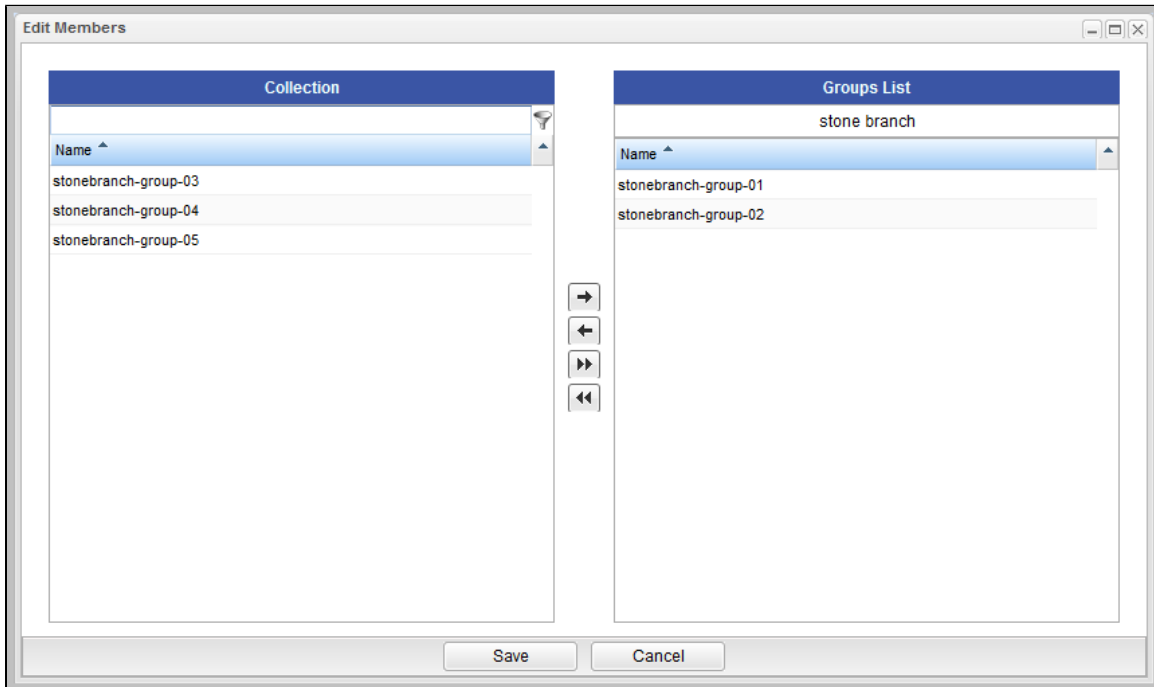 Edit Members
Collection
Name
stonebranch-group-03
stonebranch-group-04
stonebranch-group-05
Groups List
stone branch
Name
stonebranch-group-01
stonebranch-group-02
Save
Cancel